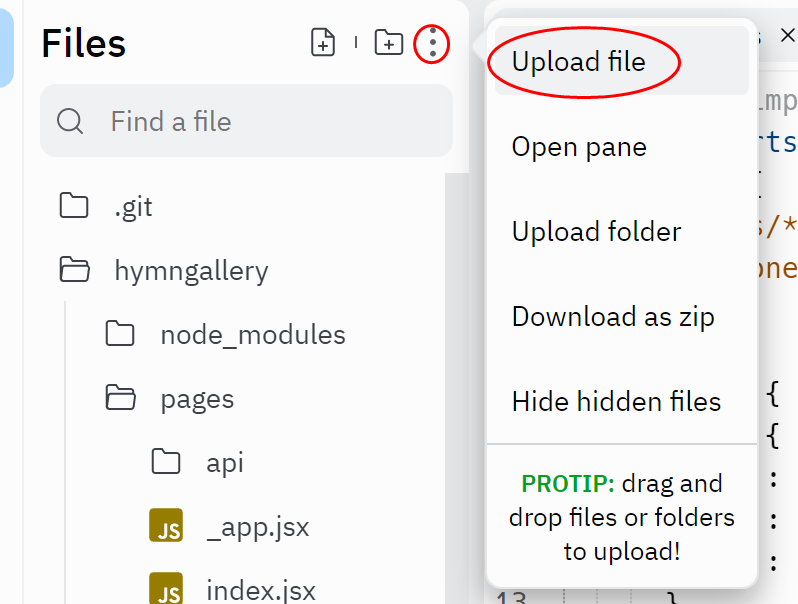 Files
Find a file
.git
hymngallery
node_modules
pages
api
JS _app.jsx
JS index.jsx
Upload file
Open pane
Upload folder
Download as zip
Hide hidden files
PROTIP: drag and
drop files or folders
to upload!
{
{
:
:
:
13 }